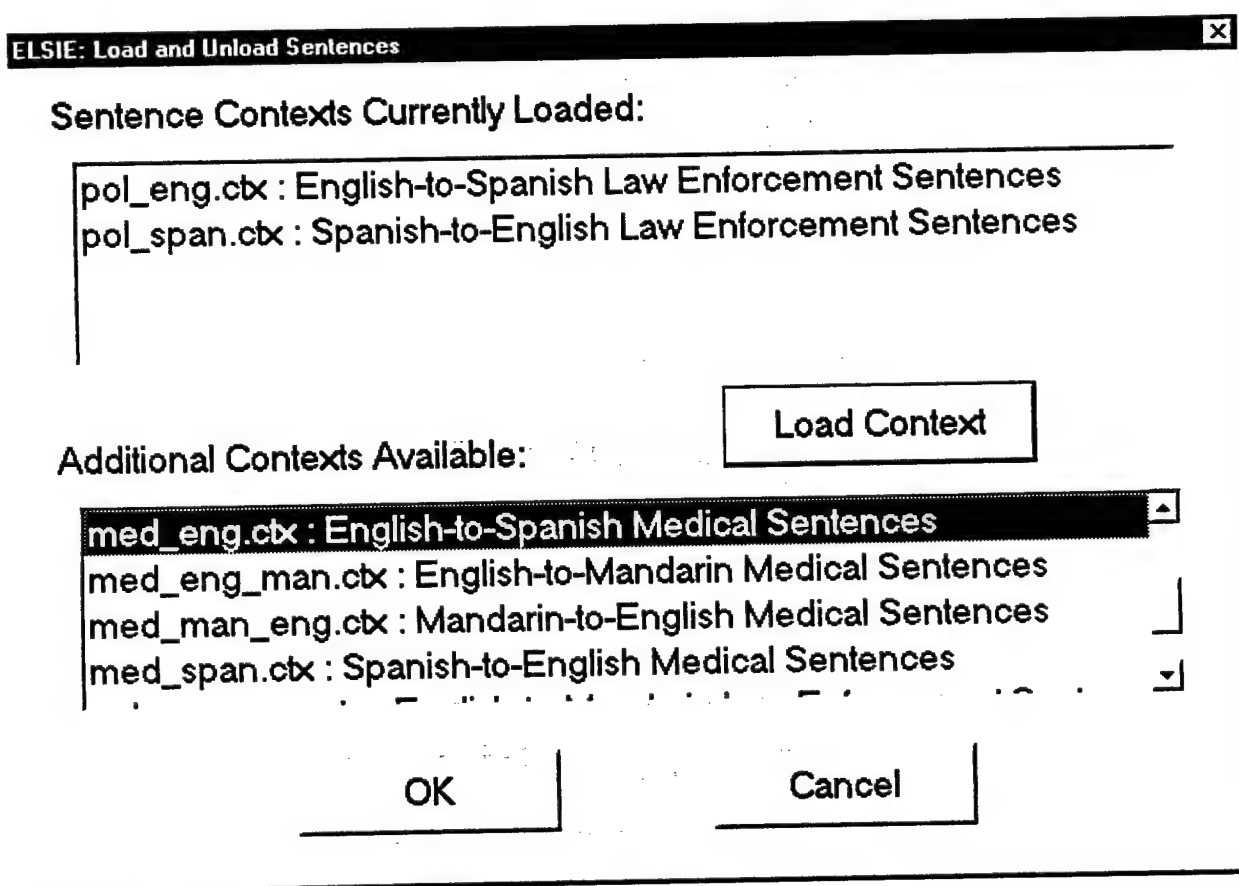 ELSIE: Load and Unload Sentences
Sentence Contexts Currently Loaded:
pol_eng.ctx : English-to-Spanish Law Enforcement Sentences
pol_span.ctx : Spanish-to-English Law Enforcement Sentences
Load Context
Additional Contexts Available:
med_eng.ctx : English-to-Spanish Medical Sentences
med_eng_man.ctx : English-to-Mandarin Medical Sentences
med_man_eng.ctx : Mandarin-to-English Medical Sentences
med_span.ctx : Spanish-to-English Medical Sentences
OK
Cancel